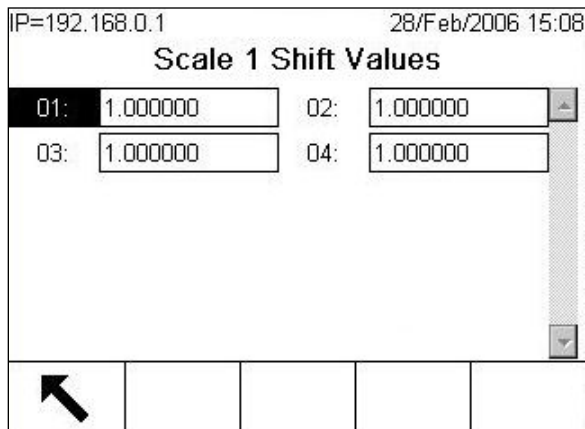 IP=192.168.0.1 28/Feb/2006 15:08
Scale 1 Shift Values
01: 1.000000 02: 1.000000
03: 1.000000 04: 1.000000